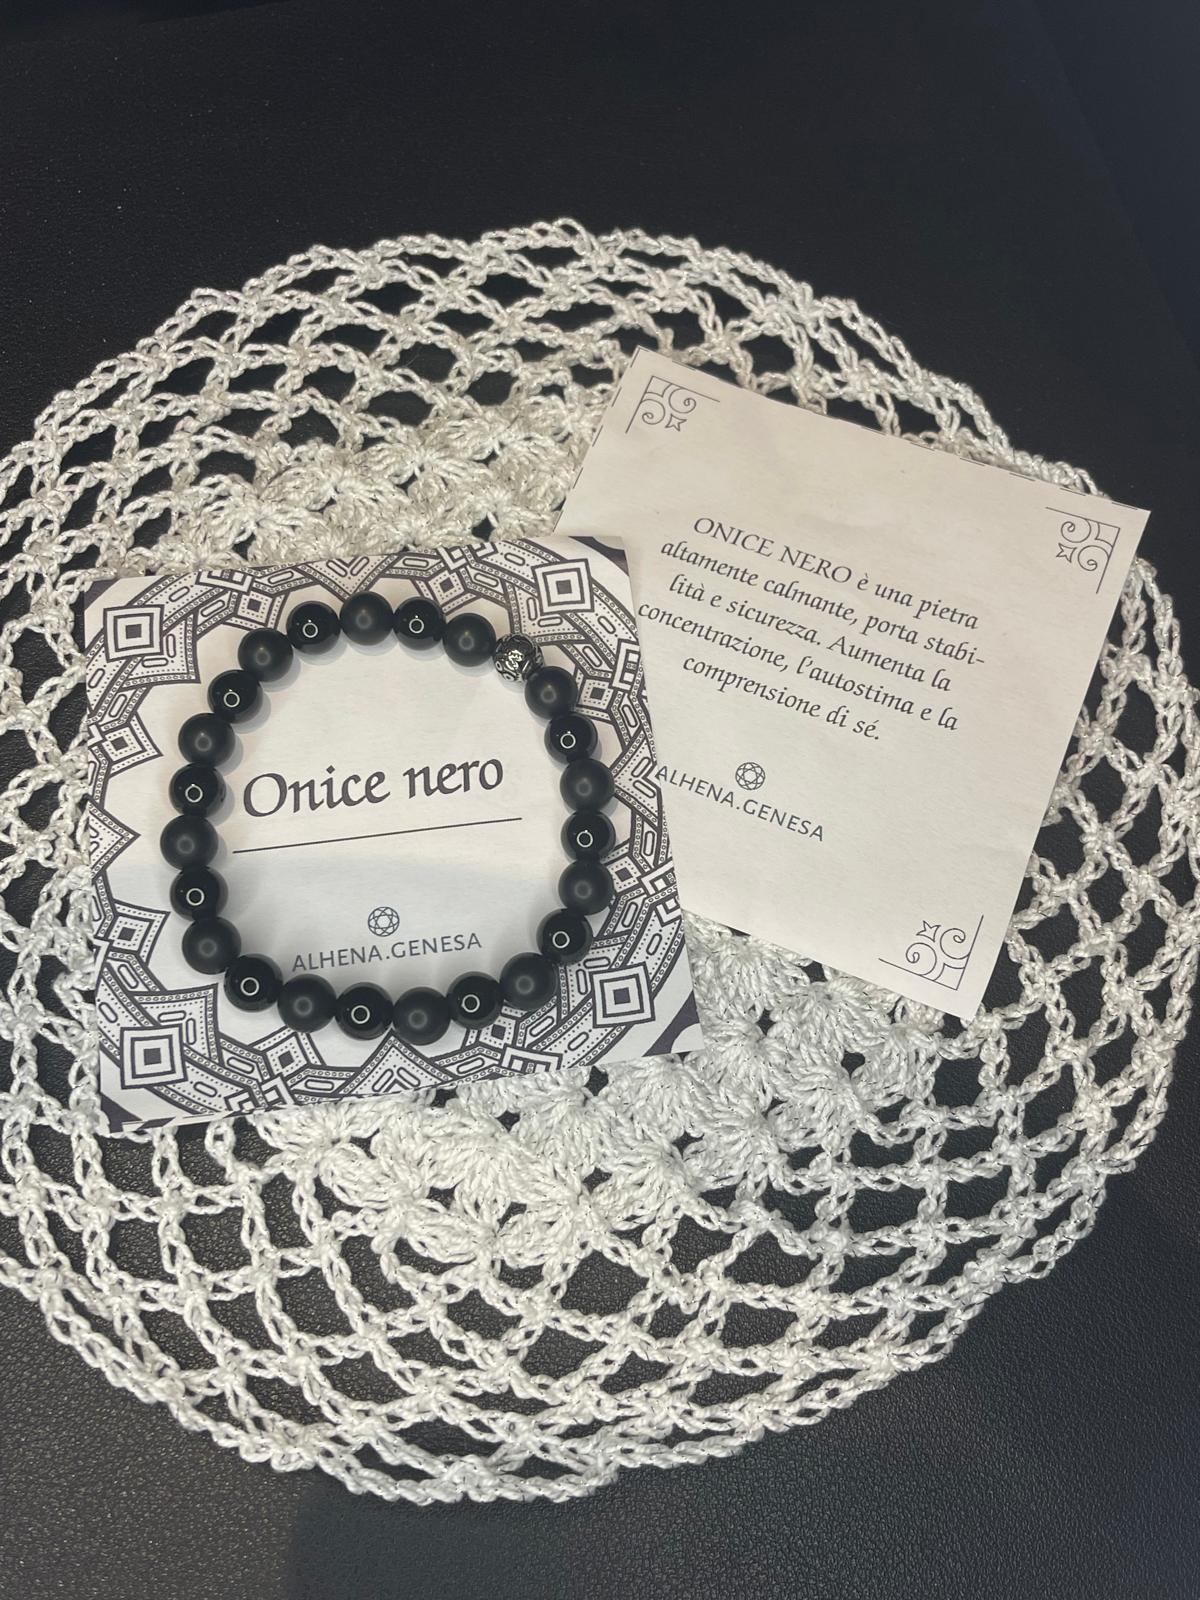 Onice nero
ALHENA.GENESA
ONICE NERO è una pietra
altamente calmante, porta stabi-
lità e sicurezza. Aumenta la
concentrazione, l'autostima e la
comprensione di sé.
ALHENA.GENESA